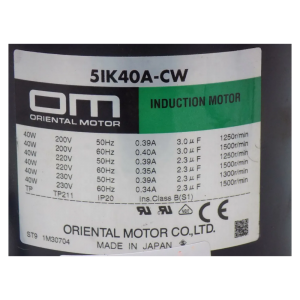 5IK40A-CW
OM
ORIENTAL MOTOR
INDUCTION MOTOR
40W 200V 50Hz 0.39A 3.0μF 1250r/min
40W 200V 60Hz 0.40A 3.0μF 1500r/min
40W 220V 50Hz 0.39A 2.3μF 1300r/min
40W 220V 60Hz 0.35A 2.3μF 1500r/min
40W 230V 50Hz 0.39A 2.3μF 1300r/min
40W 230V 60Hz 0.34A 2.3μF 1500r/min
TP TP211 IP20 Ins.Class B(S1)
ORIENTAL MOTOR CO.,LTD.
ST9 1M30704 MADE IN JAPAN